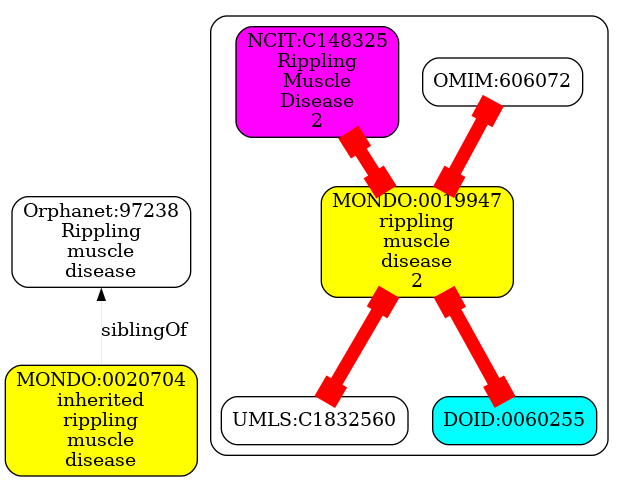 NCIT:C148325
Rippling
Muscle
Disease
2
OMIM:606072
MONDO:0019947
rippling
muscle
disease
2
Orphanet:97238
Rippling
muscle
disease
siblingOf
MONDO:0020704
inherited
rippling
muscle
disease
UMLS:C1832560
DOID:0060255